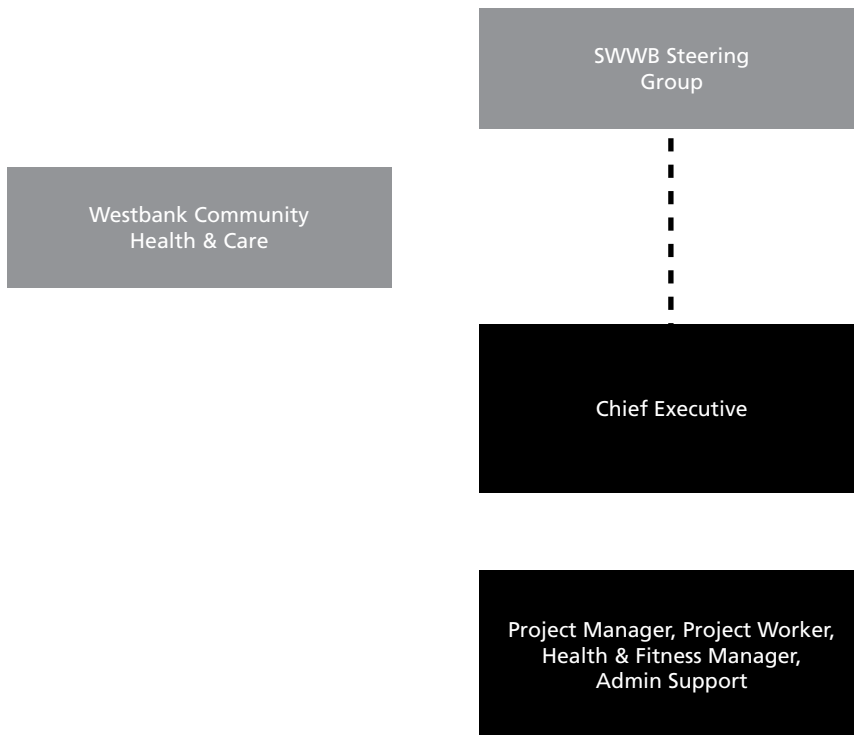 SWWB Steering
Group
Westbank Community
Health & Care
Chief Executive
Project Manager, Project Worker,
Health & Fitness Manager,
Admin Support